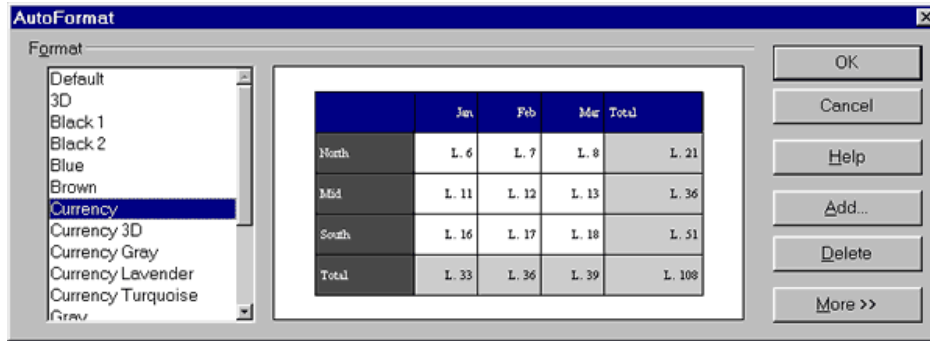 AutoFormat
Format
Default
3D
Black 1
Black 2
Blue
Brown
Currency
Currency 3D
Currency Gray
Currency Lavender
Currency Turquoise
Gray
Jan Feb Mar Total
North L. 6 L. 7 L. 8 L. 21
Mid L. 11 L. 12 L. 13 L. 36
South L. 16 L. 17 L. 18 L. 51
Total L. 33 L. 36 L. 39 L. 108
OK
Cancel
Help
Add...
Delete
More >>